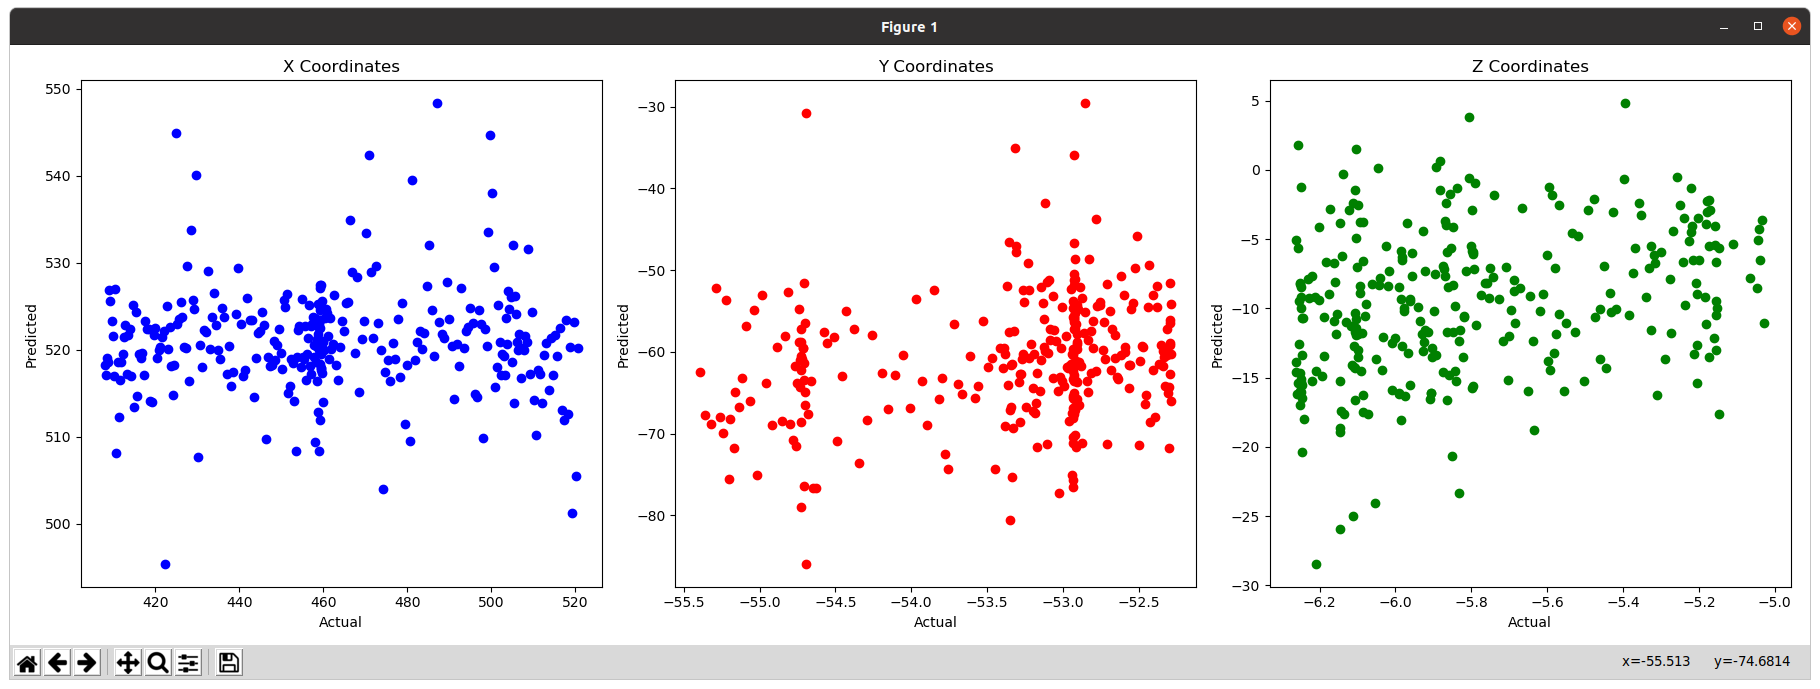 Figure 1
X Coordinates
550
540
530
520
510
500
Predicted
420 440 460 480 500 520
Actual
Y Coordinates
−30
−40
−50
−60
−70
−80
Predicted
−55.5 −55.0 −54.5 −54.0 −53.5 −53.0 −52.5
Actual
Z Coordinates
5
0
−5
−10
−15
−20
−25
−30
Predicted
−6.2 −6.0 −5.8 −5.6 −5.4 −5.2 −5.0
Actual
x=-55.513 y=-74.6814